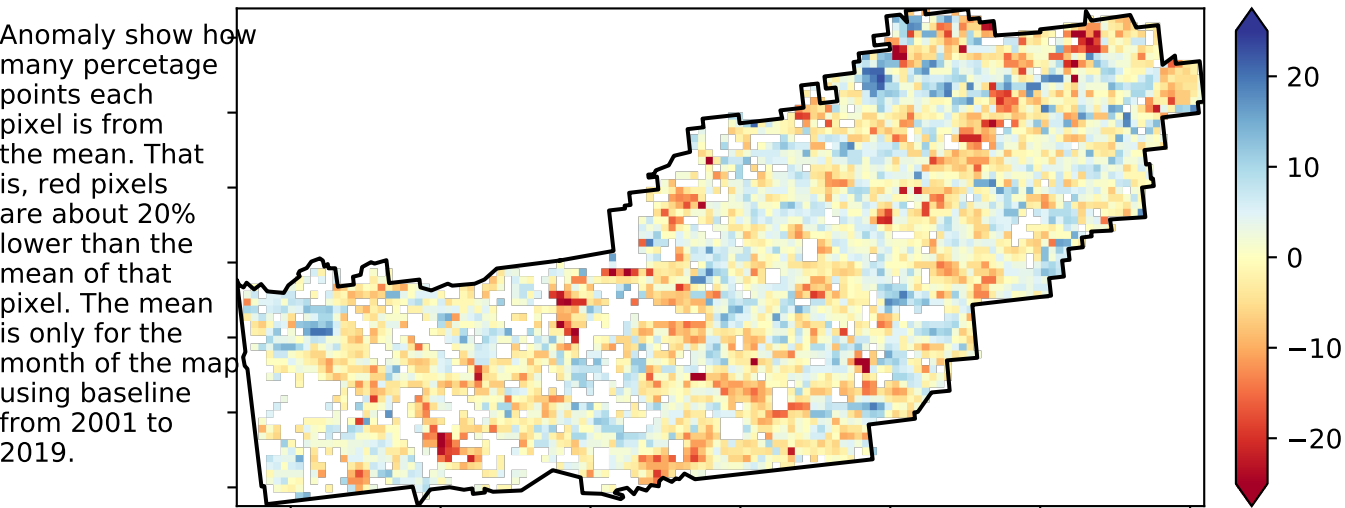 Anomaly show how
many percetage
points each
pixel is from
the mean. That
is, red pixels
are about 20%
lower than the
mean of that
pixel. The mean
is only for the
month of the map
using baseline
from 2001 to
2019.
20
10
0
−10
−20